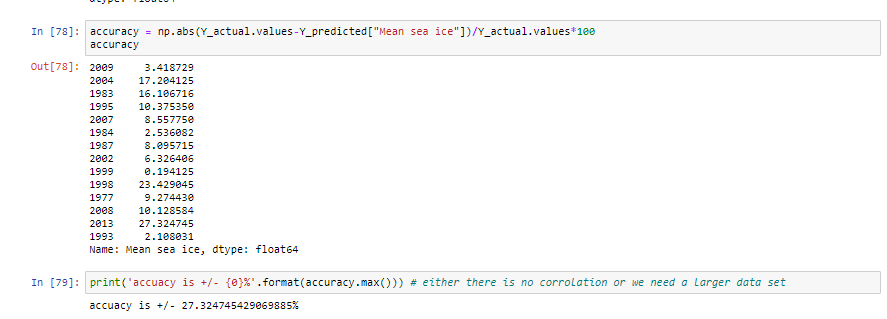 dtype: float64
In [78]: accuracy = np.abs(Y_actual.values-Y_predicted["Mean sea ice"])/Y_actual.values*100
accuracy
Out[78]: 2009 3.418729
2004 17.204125
1983 16.106716
1995 10.375350
2007 8.557750
1984 2.536082
1987 8.095715
2002 6.326406
1999 0.194125
1998 23.429045
1977 9.274430
2008 10.128584
2013 27.324745
1993 2.108031
Name: Mean sea ice, dtype: float64
In [79]: print('accuacy is +/- {0}%'.format(accuracy.max())) # either there is no corrolation or we need a larger data set
accuacy is +/- 27.324745429069885%